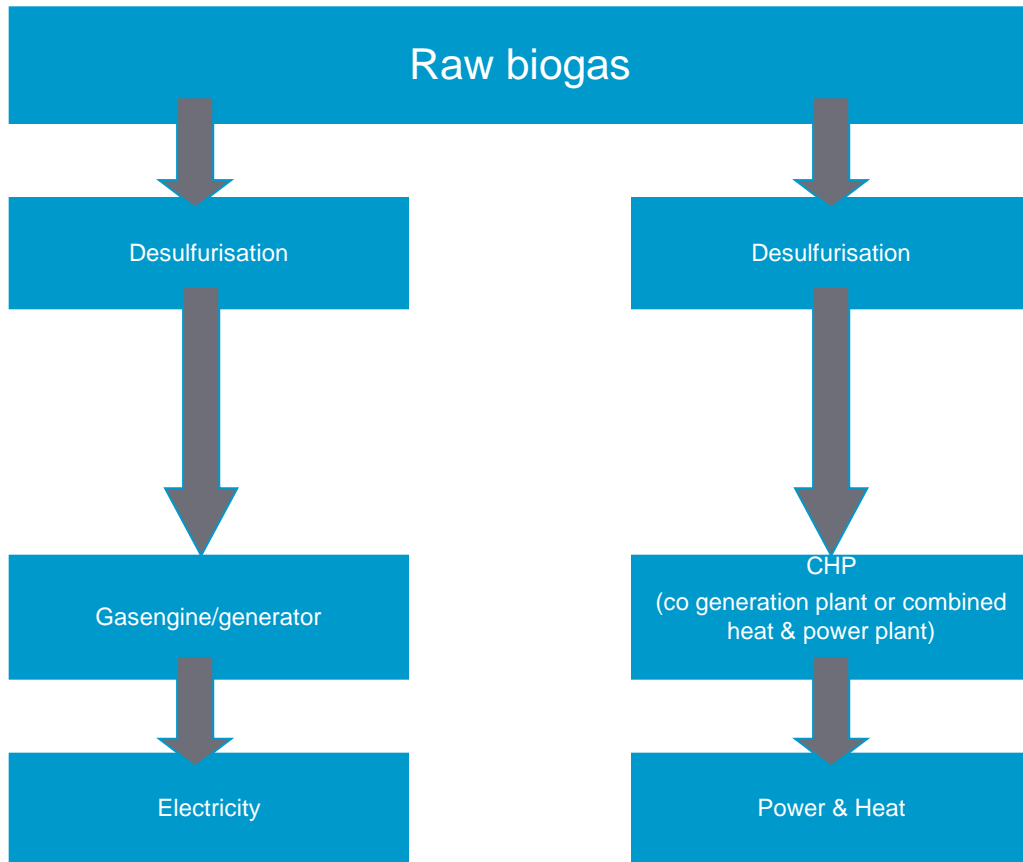 Raw biogas
Desulfurisation
Desulfurisation
Gasengine/generator
CHP
(co generation plant or combined
heat & power plant)
Electricity
Power & Heat